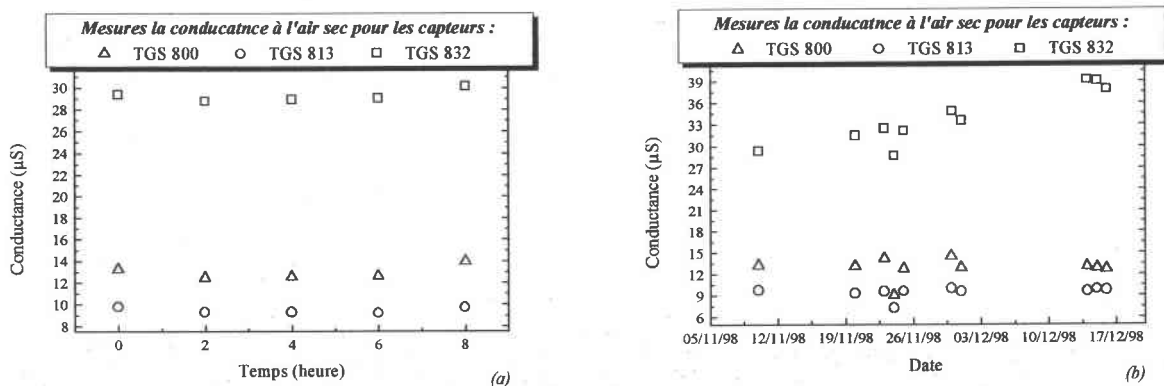 Mesures la conducatnce à l'air sec pour les capteurs :
TGS 800 TGS 813 TGS 832
30
28
26
24
22
20
18
16
14
12
10
8
Conductance (µS)
0 2 4 6 8
Temps (heure)
(a)
Mesures la conducatnce à l'air sec pour les capteurs :
TGS 800 TGS 813 TGS 832
39
36
33
30
27
24
21
18
15
12
9
6
Conductance (µS)
05/11/98 12/11/98 19/11/98 26/11/98 03/12/98 10/12/98 17/12/98
Date
(b)